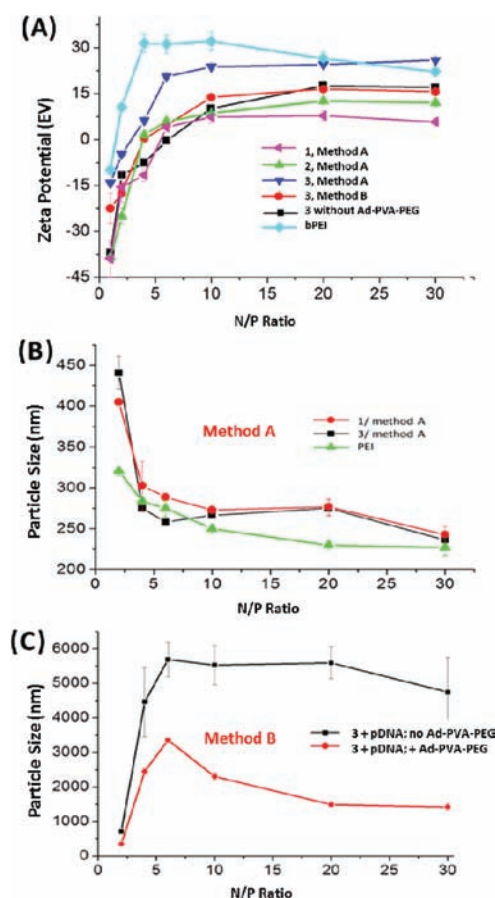 (A)
30
15
0
-15
-30
-45
Zeta Potential (EV)
1, Method A
2, Method A
3, Method A
3, Method B
3 without Ad-PVA-PEG
bPEI
0 5 10 15 20 25 30
N/P Ratio
(B)
450
400
350
300
250
200
Particle Size (nm)
Method A
1/ method A
3/ method A
PEI
0 5 10 15 20 25 30
N/P Ratio
(C)
6000
5000
4000
3000
2000
1000
0
Particle Size (nm)
Method B
3 + pDNA: no Ad-PVA-PEG
3 + pDNA: + Ad-PVA-PEG
0 5 10 15 20 25 30
N/P Ratio